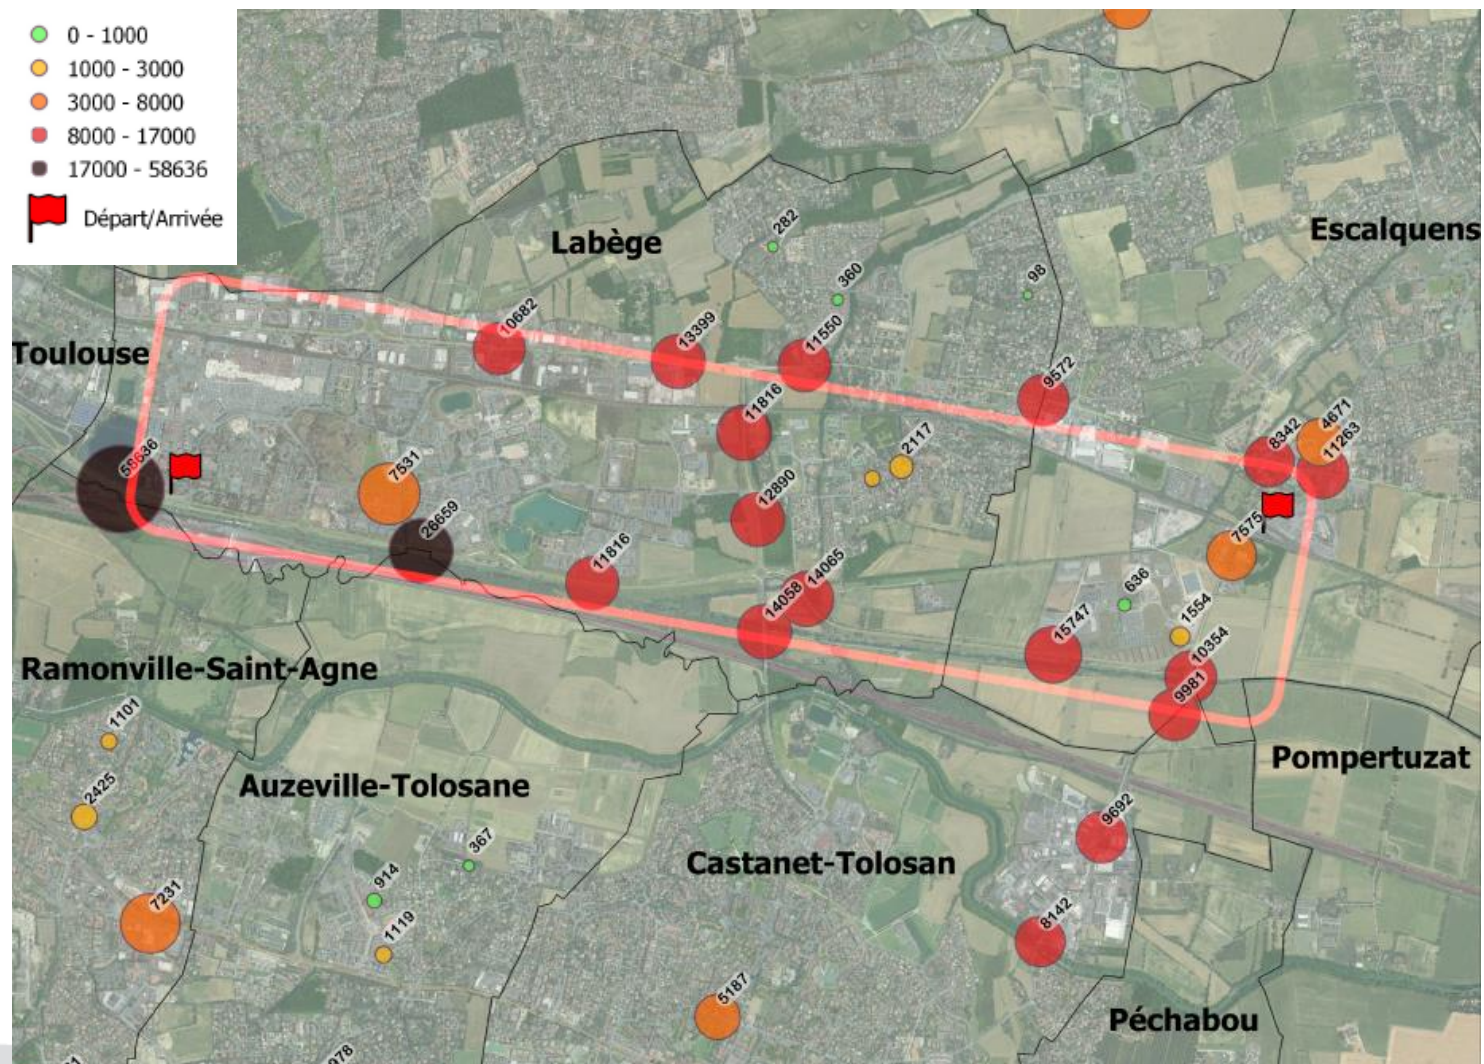 0 - 1000
1000 - 3000
3000 - 8000
8000 - 17000
17000 - 58636
Départ/Arrivée
282
Labège
Escalquens
360
98
10682
13399
11550
Toulouse
9572
11816
2117
8342
4671
11263
58636
7531
12890
26659
7575
11816
14065
14058
636
1554
15747
10354
9981
Ramonville-Saint-Agne
1101
Pompertuzat
Auzeville-Tolosane
2425
367
9692
Castanet-Tolosan
914
7231
1119
8142
5187
Péchabou